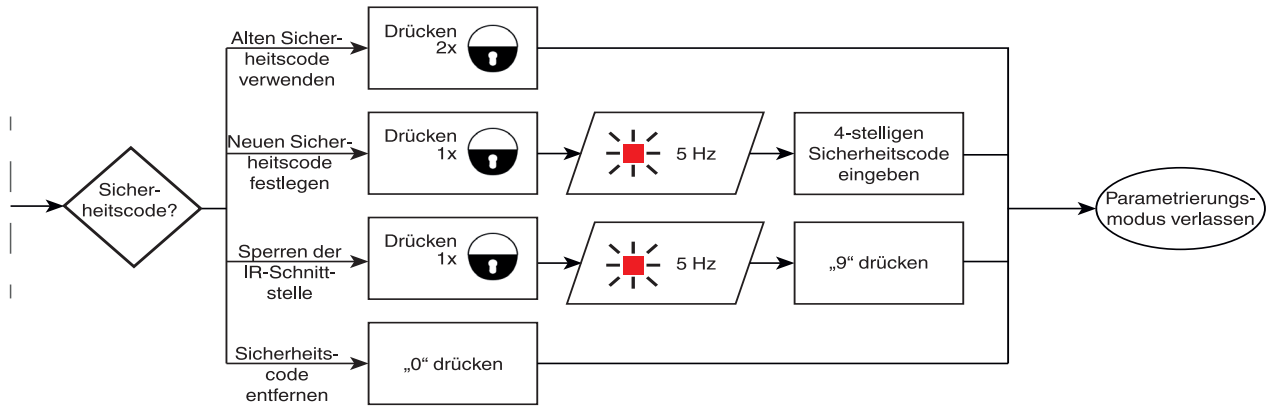 Sicher-
heitscode?
Alten Sicher-
heitscode
verwenden
Drücken
2x
Neuen Sicher-
heitscode
festlegen
Drücken
1x
5 Hz
4-stelligen
Sicherheitscode
eingeben
Sperren der
IR-Schnitt-
stelle
Drücken
1x
5 Hz
„9“ drücken
Sicherheits-
code
entfernen
„0“ drücken
Parametrierungs-
modus verlassen